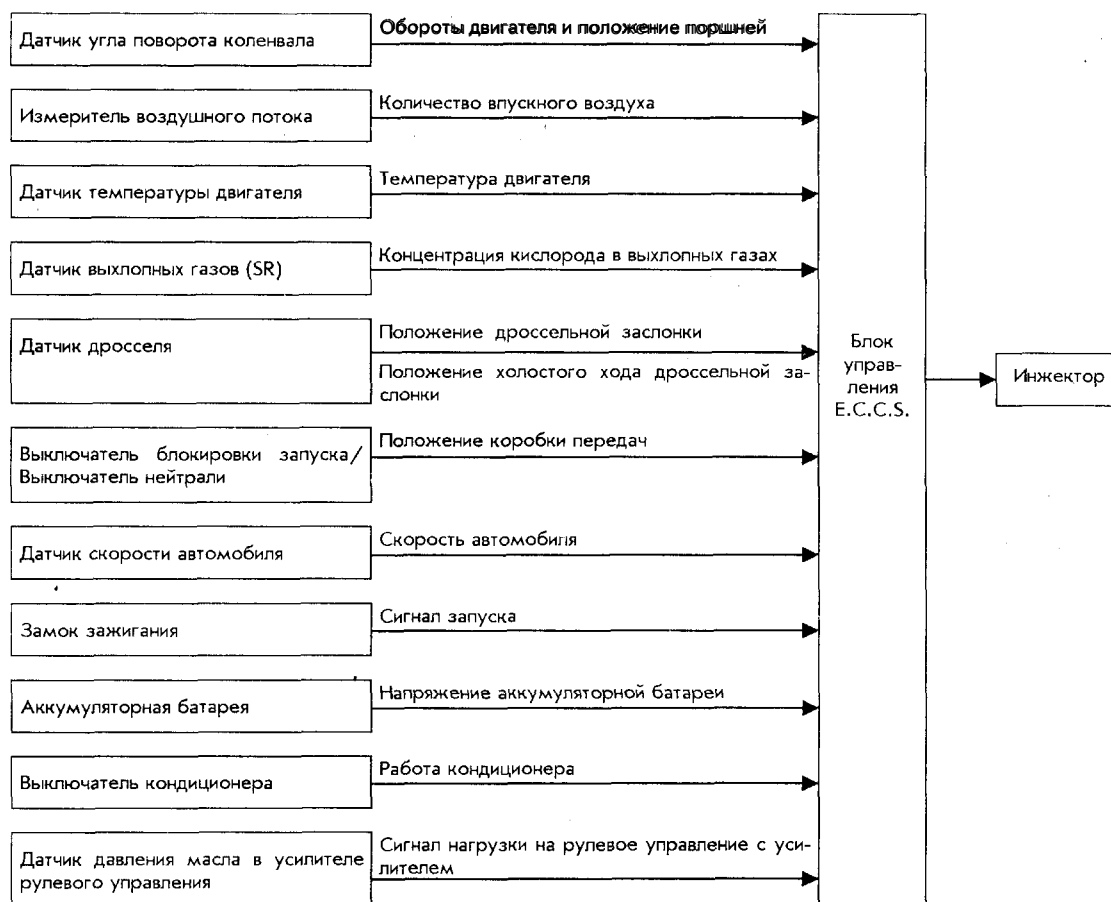 Датчик угла поворота коленвала
Обороты двигателя и положение поршней
Измеритель воздушного потока
Количество впускного воздуха
Датчик температуры двигателя
Температура двигателя
Датчик выхлопных газов (SR)
Концентрация кислорода в выхлопных газах
Датчик дросселя
Положение дроссельной заслонки
Положение холостого хода дроссельной за-
слонки
Выключатель блокировки запуска/
Выключатель нейтрали
Положение коробки передач
Датчик скорости автомобиля
Скорость автомобиля
Замок зажигания
Сигнал запуска
Аккумуляторная батарея
Напряжение аккумуляторной батареи
Выключатель кондиционера
Работа кондиционера
Датчик давления масла в усилителе
рулевого управления
Сигнал нагрузки на рулевое управление с уси-
лителем
Блок
управ-
ления
E.C.C.S.
Инжектор